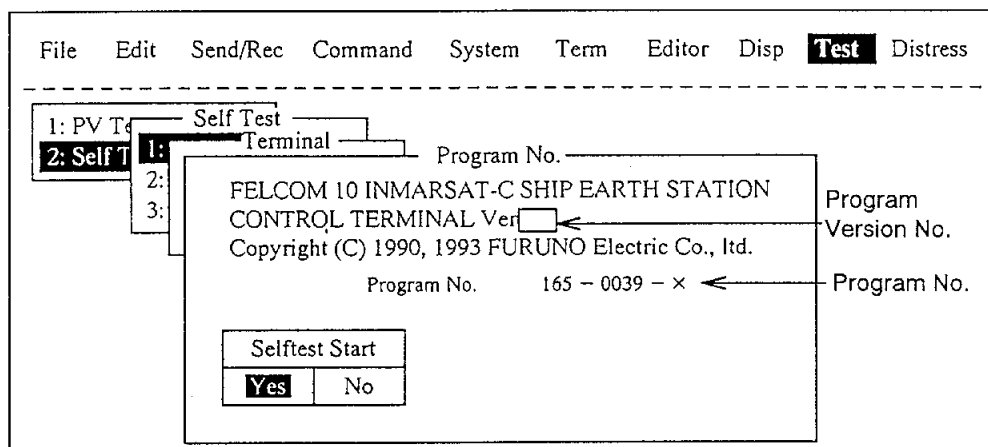 File Edit Send/Rec Command System Term Editor Disp Test Distress
1: PV Te
2: Self T
Self Test
1:
2:
3:
Terminal
Program No.
FELCOM 10 INMARSAT-C SHIP EARTH STATION
CONTROL TERMINAL Ver
Copyright (C) 1990, 1993 FURUNO Electric Co., ltd.
Program No. 165 - 0039 - ×
Selftest Start
Yes No
Program
Version No.
Program No.